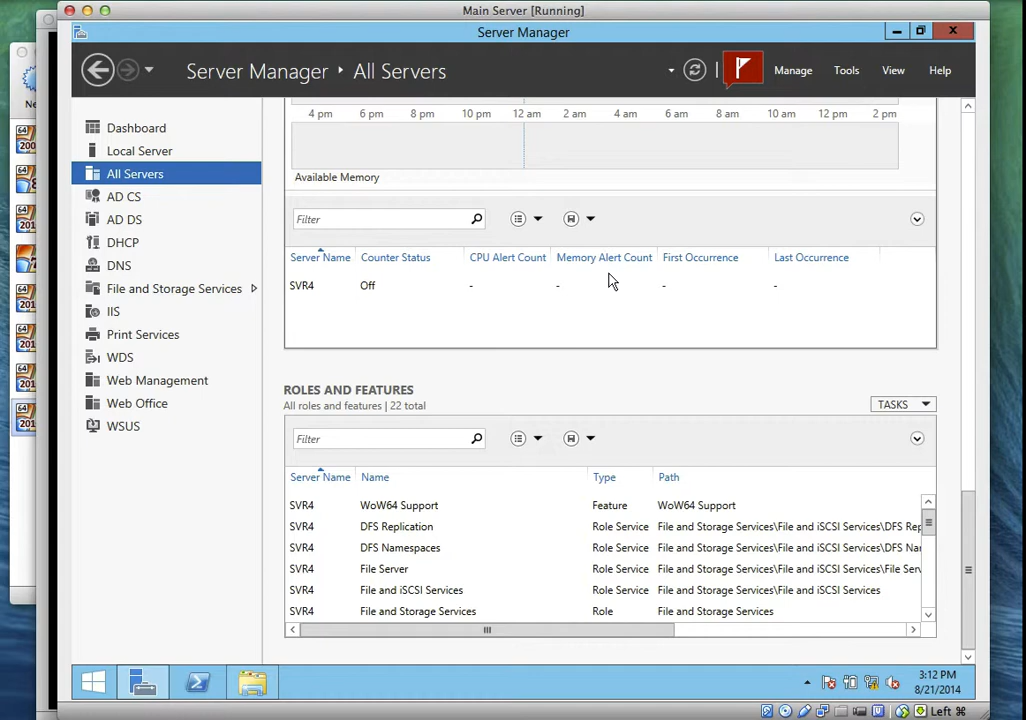 Main Server [Running]
Server Manager
Server Manager ‣ All Servers
Manage Tools View Help
Ne
Dashboard
Local Server
All Servers
AD CS
AD DS
DHCP
DNS
File and Storage Services
IIS
Print Services
WDS
Web Management
Web Office
WSUS
4 pm 6 pm 8 pm 10 pm 12 am 2 am 4 am 6 am 8 am 10 am 12 pm 2 pm
Available Memory
Filter
Server Name Counter Status CPU Alert Count Memory Alert Count First Occurrence Last Occurrence
SVR4 Off - - - -
ROLES AND FEATURES
All roles and features | 22 total
TASKS
Filter
Server Name Name Type Path
SVR4 WoW64 Support Feature WoW64 Support
SVR4 DFS Replication Role Service File and Storage Services\File and iSCSI Services\DFS Rep
SVR4 DFS Namespaces Role Service File and Storage Services\File and iSCSI Services\DFS Nar
SVR4 File Server Role Service File and Storage Services\File and iSCSI Services\File Serv
SVR4 File and iSCSI Services Role Service File and Storage Services\File and iSCSI Services
SVR4 File and Storage Services Role File and Storage Services
3:12 PM
8/21/2014
Left ⌘